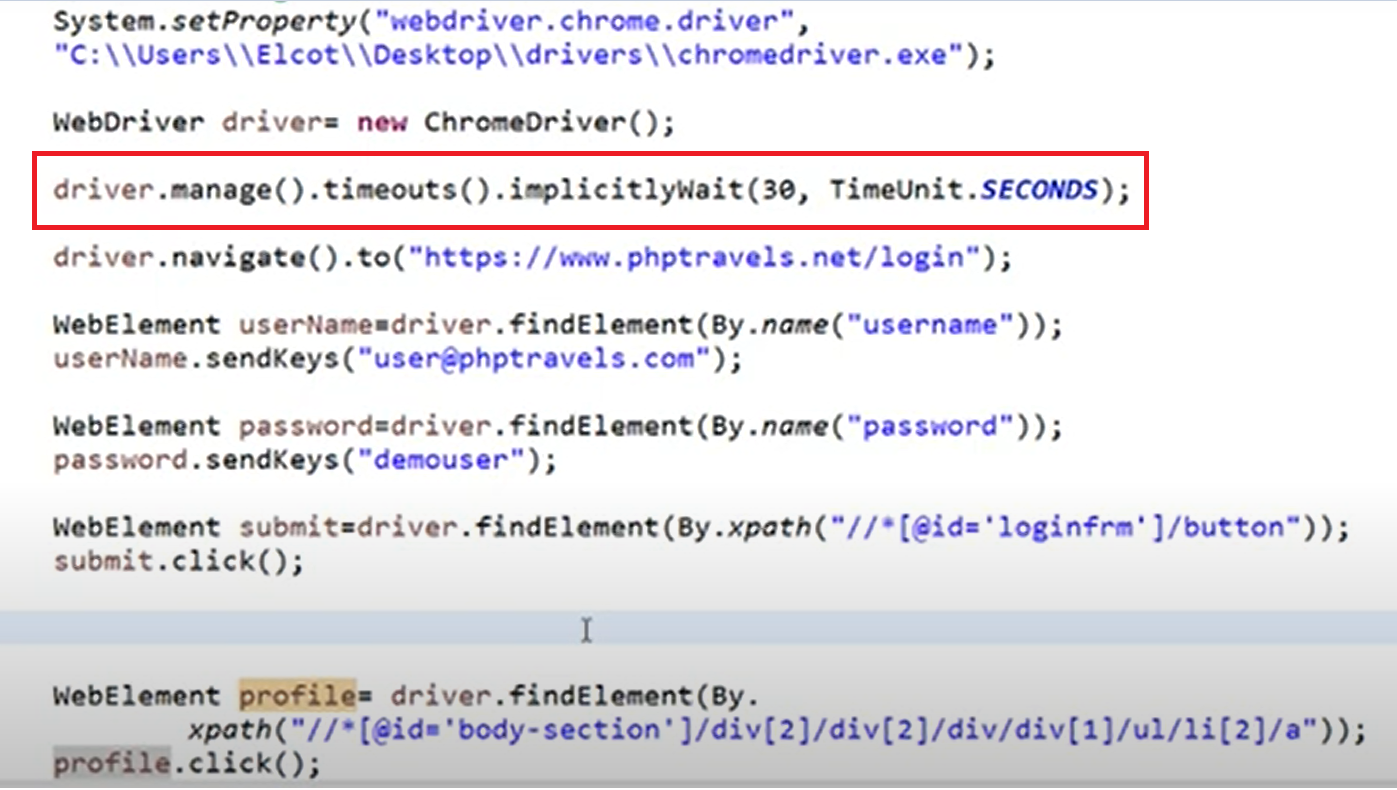 System.setProperty("webdriver.chrome.driver",
"C:\\Users\\Elcot\\Desktop\\drivers\\chromedriver.exe");
WebDriver driver= new ChromeDriver();
driver.manage().timeouts().implicitlyWait(30, TimeUnit.SECONDS);
driver.navigate().to("https://www.phptravels.net/login");
WebElement userName=driver.findElement(By.name("username"));
userName.sendKeys("user@phptravels.com");
WebElement password=driver.findElement(By.name("password"));
password.sendKeys("demouser");
WebElement submit=driver.findElement(By.xpath("//*[@id='loginfrm']/button"));
submit.click();
WebElement profile= driver.findElement(By.
xpath("//*[@id='body-section']/div[2]/div[2]/div/div[1]/ul/li[2]/a"));
profile.click();